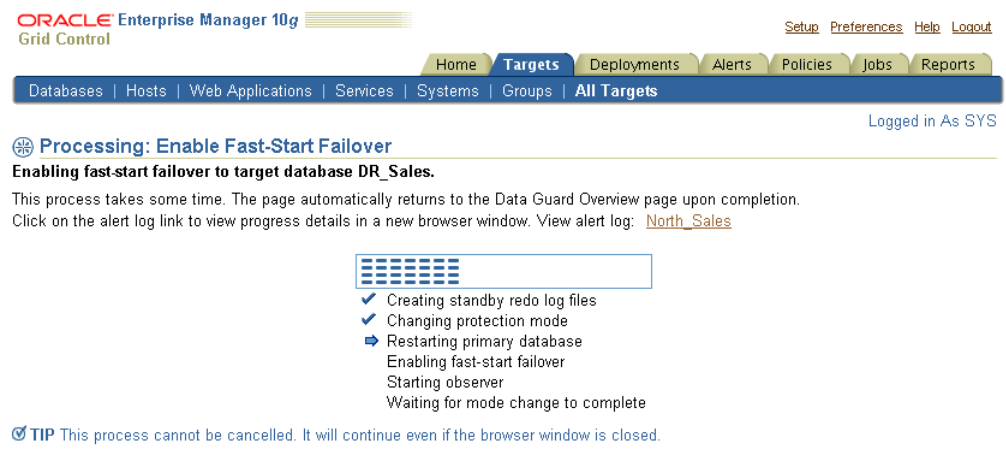 ORACLE Enterprise Manager 10g
Grid Control
Setup Preferences Help Logout
Home Targets Deployments Alerts Policies Jobs Reports
Databases | Hosts | Web Applications | Services | Systems | Groups | All Targets
Logged in As SYS
Processing: Enable Fast-Start Failover
Enabling fast-start failover to target database DR_Sales.
This process takes some time. The page automatically returns to the Data Guard Overview page upon completion.
Click on the alert log link to view progress details in a new browser window. View alert log: North_Sales
Creating standby redo log files
Changing protection mode
Restarting primary database
Enabling fast-start failover
Starting observer
Waiting for mode change to complete
TIP This process cannot be cancelled. It will continue even if the browser window is closed.